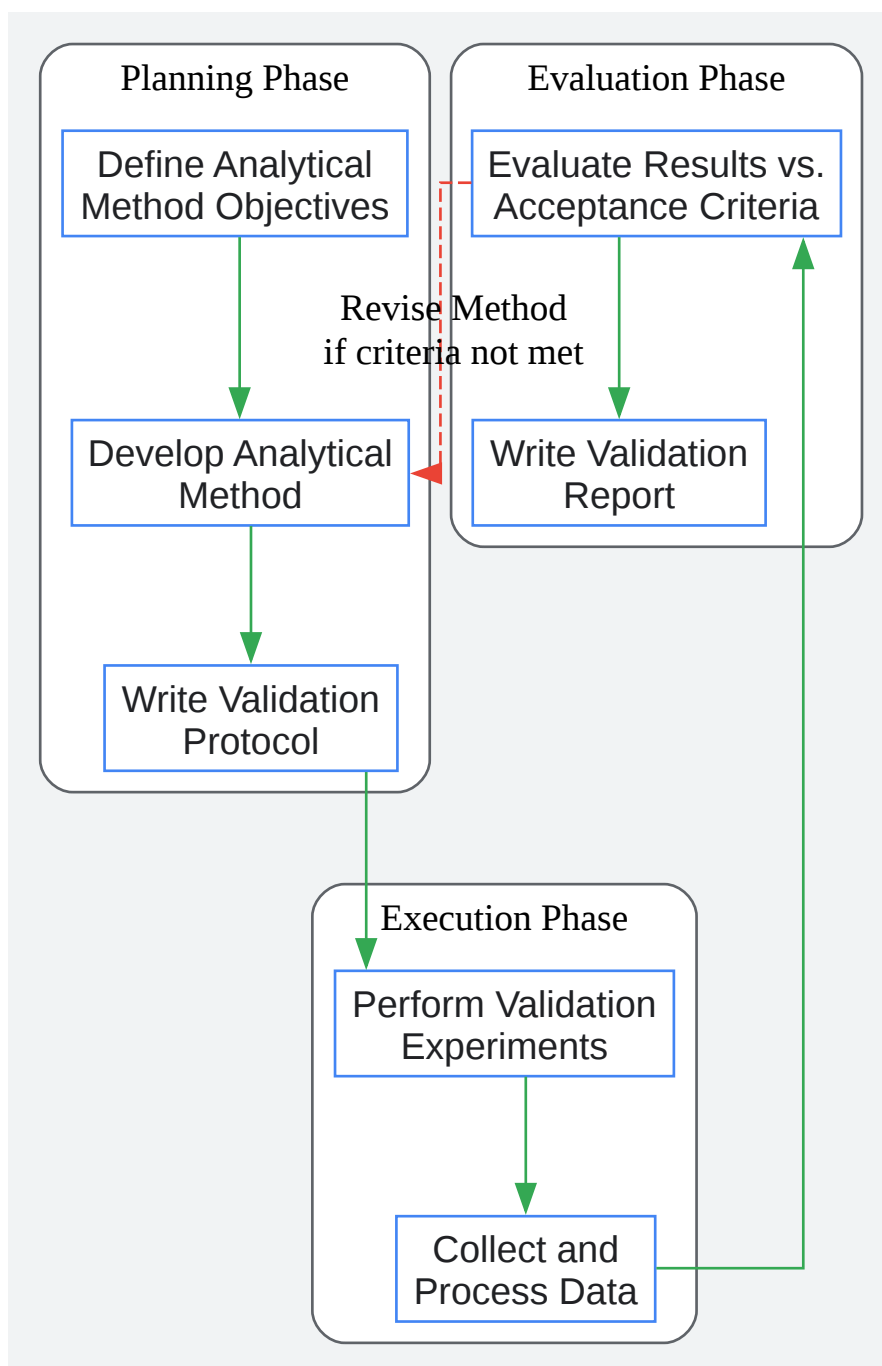 Planning Phase
Define Analytical
Method Objectives
Develop Analytical
Method
Write Validation
Protocol
Evaluation Phase
Evaluate Results vs.
Acceptance Criteria
Revise Method
if criteria not met
Write Validation
Report
Execution Phase
Perform Validation
Experiments
Collect and
Process Data